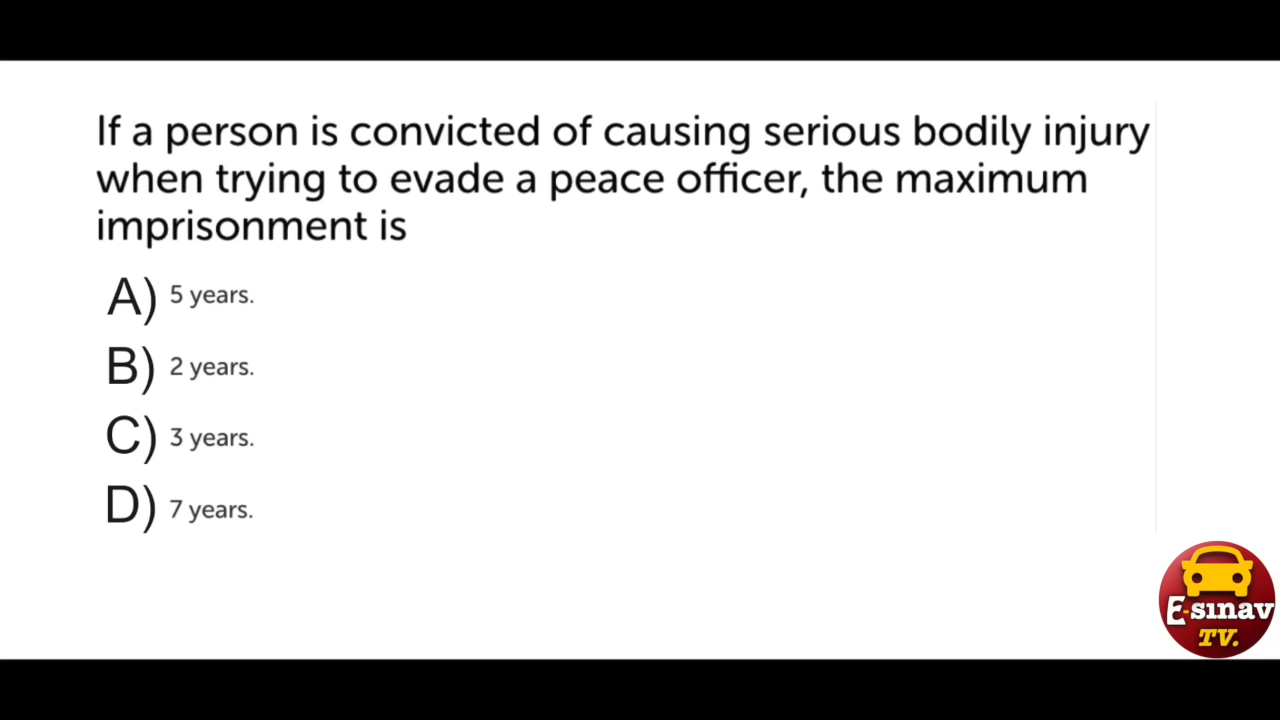 If a person is convicted of causing serious bodily injury
when trying to evade a peace officer, the maximum
imprisonment is
A) 5 years.
B) 2 years.
C) 3 years.
D) 7 years.
E-sınav
TV.